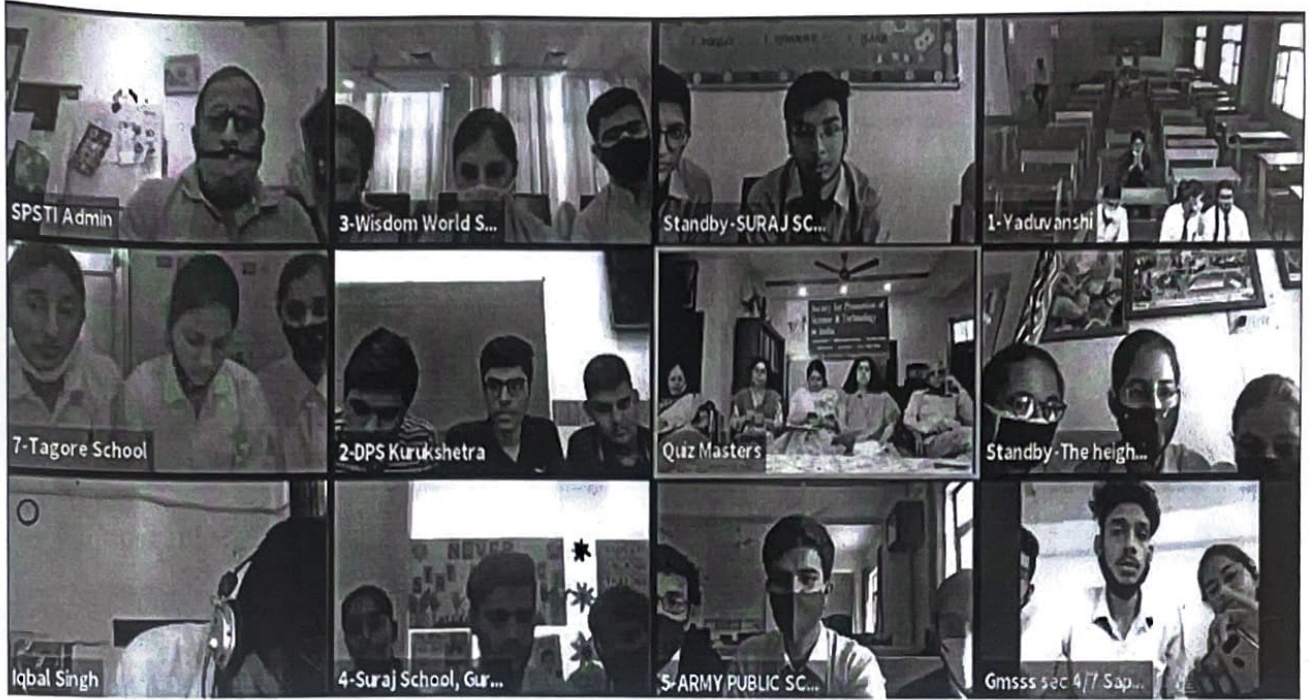 SPSTI Admin
3-Wisdom World S...
Standby-SURAJ SC...
1-Yaduvanshi
7-Tagore School
2-DPS Kurukshetra
Society for Promotion of
Science & Technology
in India
Quiz Masters
Standby-The heigh...
Iqbal Singh
NEVER
4-Suraj School, Gur...
5-ARMY PUBLIC SC...
Gmsss sec 4/7 Sap...